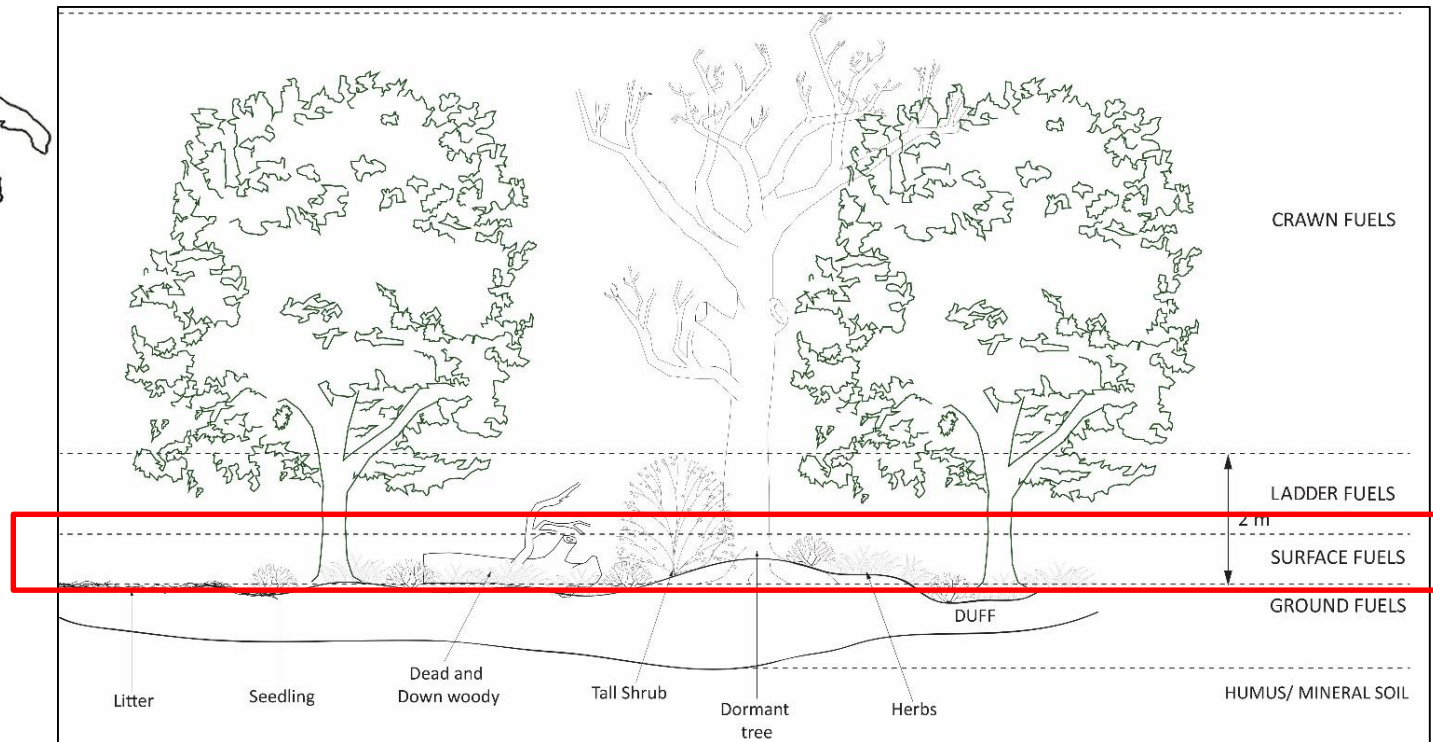 CRAWN FUELS
LADDER FUELS
2 m
SURFACE FUELS
GROUND FUELS
DUFF
HUMUS/ MINERAL SOIL
Litter
Seedling
Dead and
Down woody
Tall Shrub
Dormant
tree
Herbs